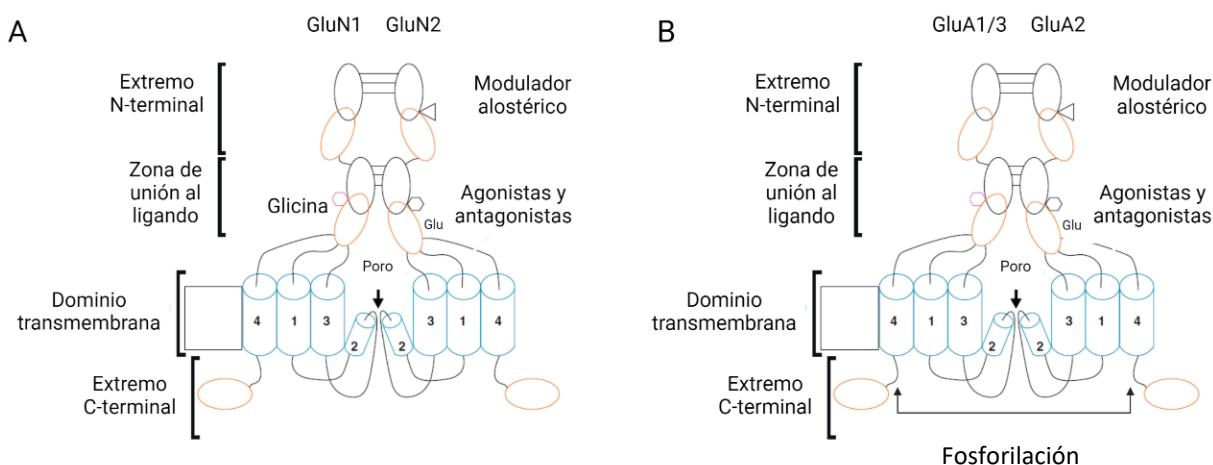 A
GluN1 GluN2
Extremo
N-terminal
Modulador
alostérico
Zona de
unión al
ligando
Glicina
Agonistas y
antagonistas
Glu
Poro
Dominio
transmembrana
4 1 3 2 2 3 1 4
Extremo
C-terminal
B
GluA1/3 GluA2
Extremo
N-terminal
Modulador
alostérico
Zona de
unión al
ligando
Agonistas y
antagonistas
Glu
Poro
Dominio
transmembrana
4 1 3 2 2 3 1 4
Extremo
C-terminal
Fosforilación